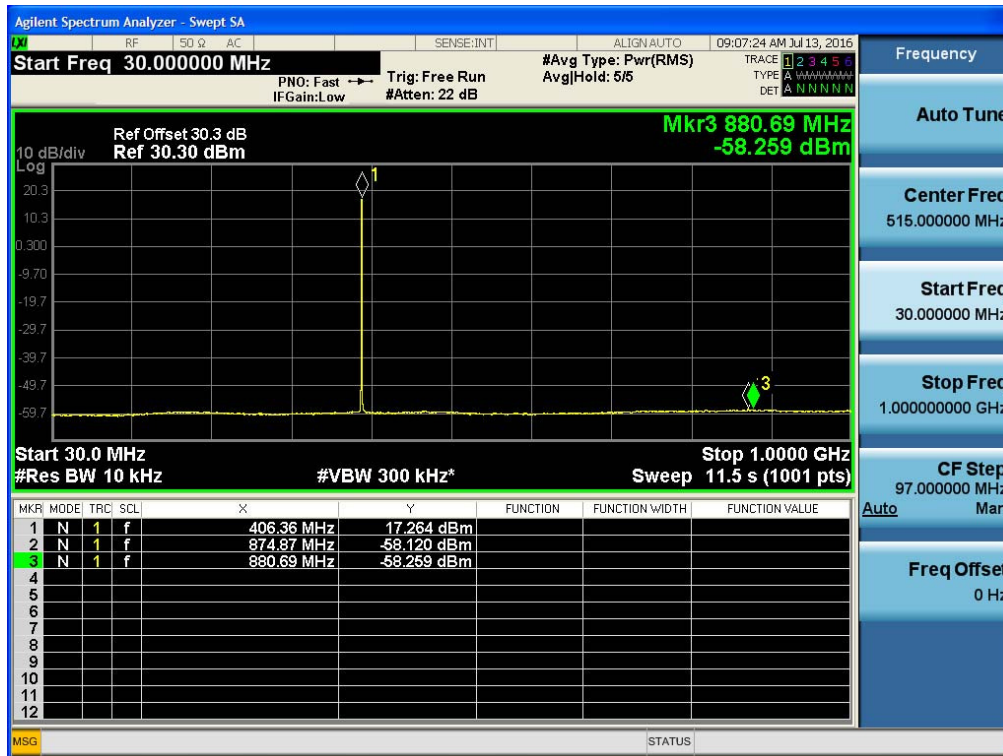 Agilent Spectrum Analyzer - Swept SA
LXI RF 50 Ω AC SENSE:INT ALIGN AUTO 09:07:24 AM Jul 13, 2016
Start Freq 30.000000 MHz
PNO: Fast
IFGain:Low
Trig: Free Run
#Atten: 22 dB
#Avg Type: Pwr(RMS)
Avg|Hold: 5/5
TRACE 1 2 3 4 5 6
TYPE A WWWWW
DET A N N N N N
Ref Offset 30.3 dB
10 dB/div Ref 30.30 dBm
Log
Mkr3 880.69 MHz
-58.259 dBm
20.3
10.3
0.300
-9.70
-19.7
-29.7
-39.7
-49.7
-59.7
1
3
Start 30.0 MHz Stop 1.0000 GHz
#Res BW 10 kHz #VBW 300 kHz* Sweep 11.5 s (1001 pts)
MKR MODE TRC SCL X Y FUNCTION FUNCTION WIDTH FUNCTION VALUE
1 N 1 f 406.36 MHz 17.264 dBm
2 N 1 f 874.87 MHz -58.120 dBm
3 N 1 f 880.69 MHz -58.259 dBm
4
5
6
7
8
9
10
11
12
MSG STATUS
Frequency
Auto Tune
Center Freq
515.000000 MHz
Start Freq
30.000000 MHz
Stop Freq
1.000000000 GHz
CF Step
97.000000 MHz
Auto Man
Freq Offset
0 Hz